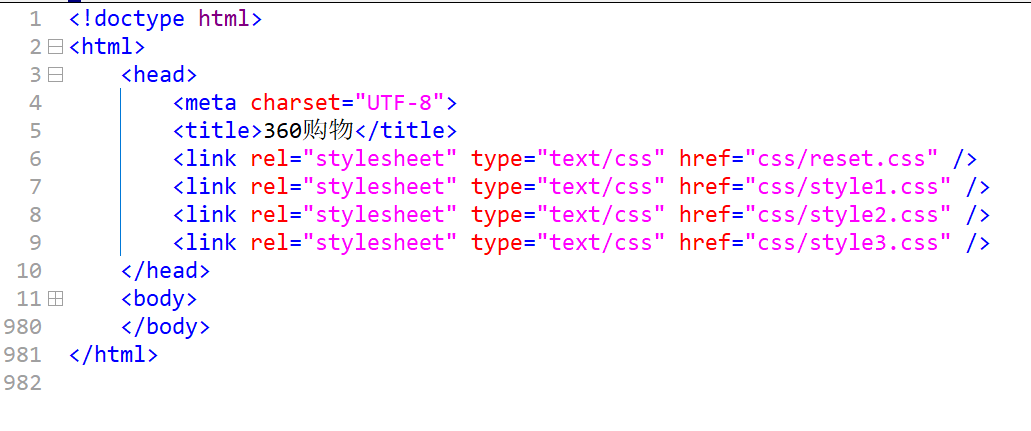 1 <!doctype html>
2 <html>
3 <head>
4 <meta charset="UTF-8">
5 <title>360购物</title>
6 <link rel="stylesheet" type="text/css" href="css/reset.css" />
7 <link rel="stylesheet" type="text/css" href="css/style1.css" />
8 <link rel="stylesheet" type="text/css" href="css/style2.css" />
9 <link rel="stylesheet" type="text/css" href="css/style3.css" />
10 </head>
11 <body>
980 </body>
981 </html>
982